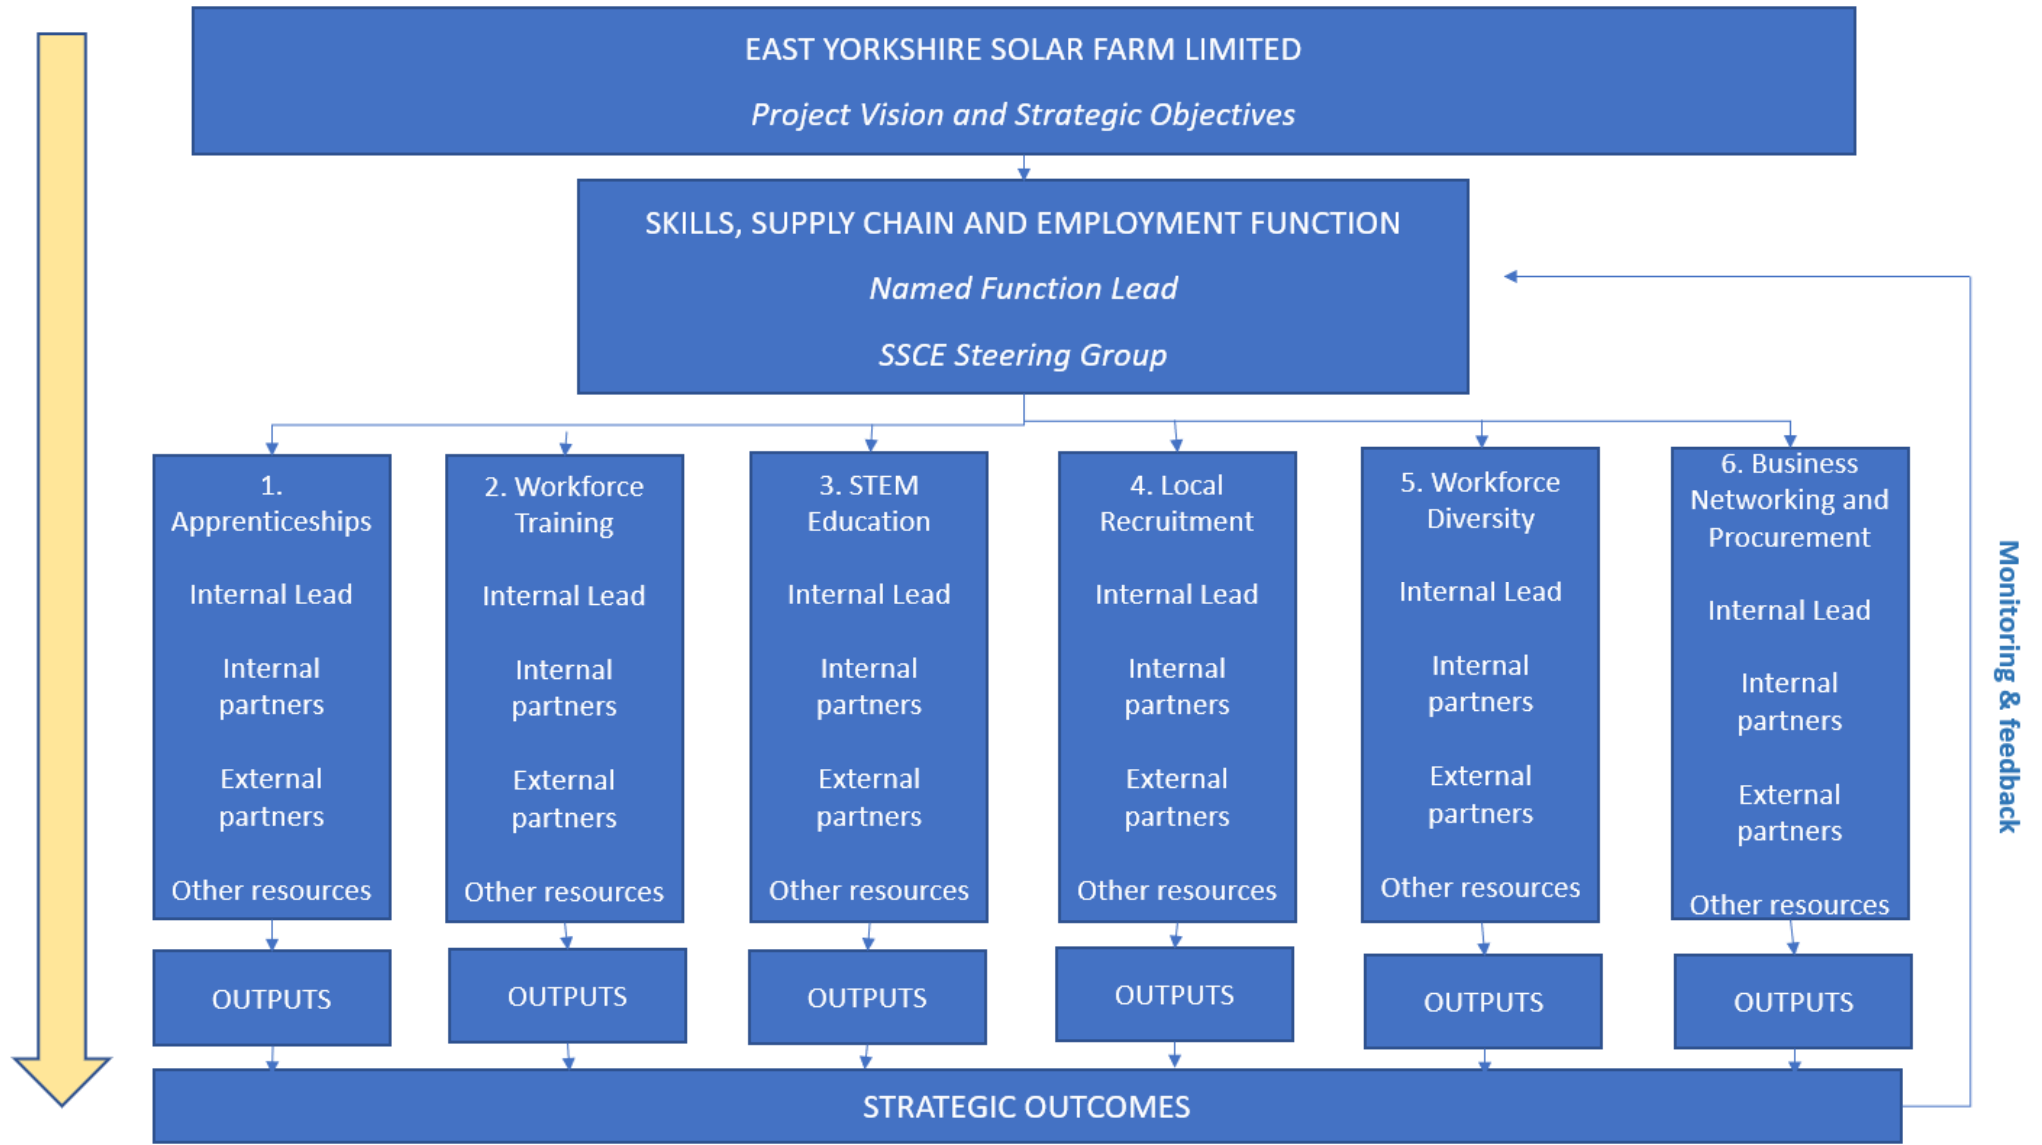 EAST YORKSHIRE SOLAR FARM LIMITED
Project Vision and Strategic Objectives
SKILLS, SUPPLY CHAIN AND EMPLOYMENT FUNCTION
Named Function Lead
SSCE Steering Group
1.
Apprenticeships
Internal Lead
Internal
partners
External
partners
Other resources
2. Workforce
Training
Internal Lead
Internal
partners
External
partners
Other resources
3. STEM
Education
Internal Lead
Internal
partners
External
partners
Other resources
4. Local
Recruitment
Internal Lead
Internal
partners
External
partners
Other resources
5. Workforce
Diversity
Internal Lead
Internal
partners
External
partners
Other resources
6. Business
Networking and
Procurement
Internal Lead
Internal
partners
External
partners
Other resources
OUTPUTS
OUTPUTS
OUTPUTS
OUTPUTS
OUTPUTS
OUTPUTS
STRATEGIC OUTCOMES
Monitoring & feedback